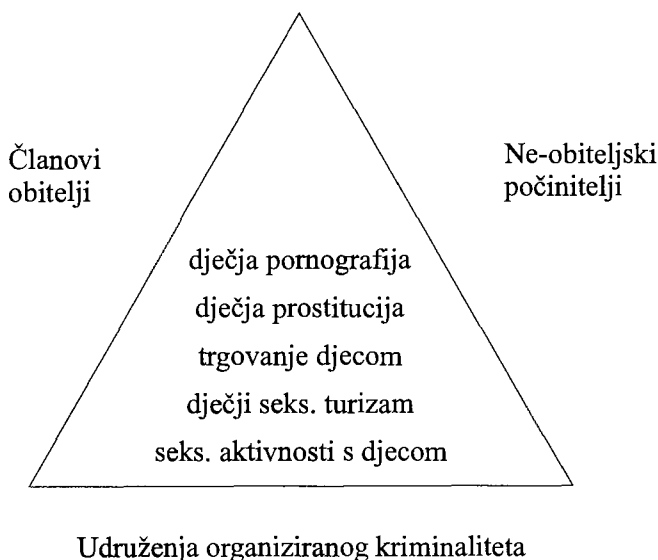 Članovi
obitelji
Ne-obiteljski
počinitelji
dječja pornografija
dječja prostitucija
trgovanje djecom
dječji seks. turizam
seks. aktivnosti s djecom
Udruženja organiziranog kriminaliteta